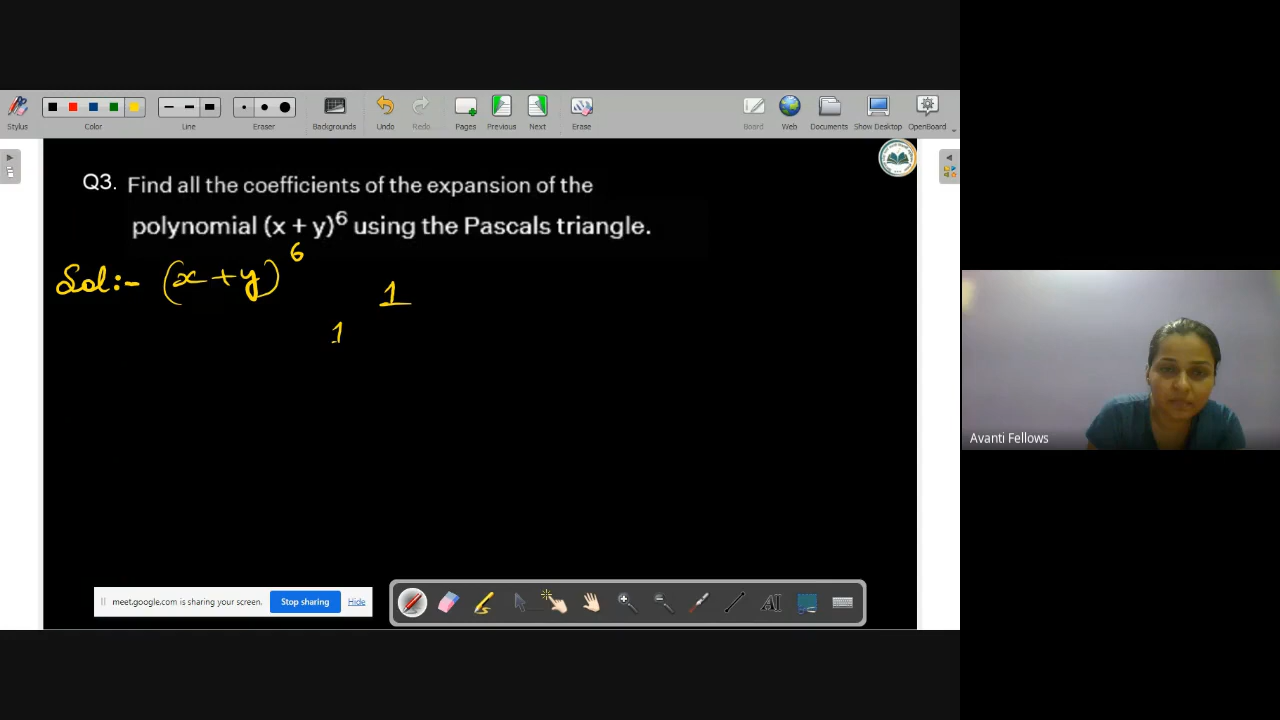 Stylus Color Line Eraser Backgrounds Undo Redo Pages Previous Next Erase Board Web Documents Show Desktop OpenBoard
Q3. Find all the coefficients of the expansion of the
polynomial (x + y)⁶ using the Pascals triangle.
Sol:- (x + y)⁶
1
1
Avanti Fellows
meet.google.com is sharing your screen. Stop sharing Hide
AI